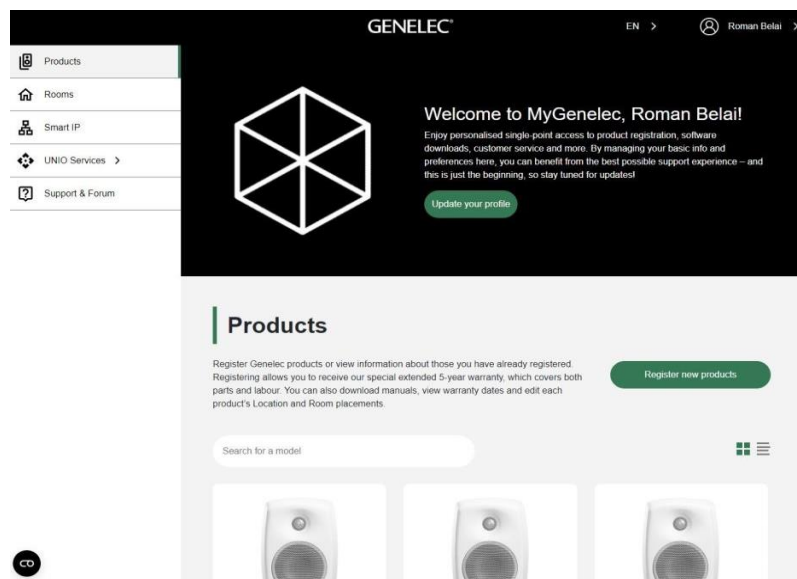 GENELEC®
EN
Roman Belai
Products
Rooms
Smart IP
UNIO Services
Support & Forum
Welcome to MyGenelec, Roman Belai!
Enjoy personalised single-point access to product registration, software
downloads, customer service and more. By managing your basic info and
preferences here, you can benefit from the best possible support experience – and
this is just the beginning, so stay tuned for updates!
Update your profile
Products
Register Genelec products or view information about those you have already registered.
Registering allows you to receive our special extended 5-year warranty, which covers both
parts and labour. You can also download manuals, view warranty dates and edit each
product's Location and Room placements.
Register new products
Search for a model